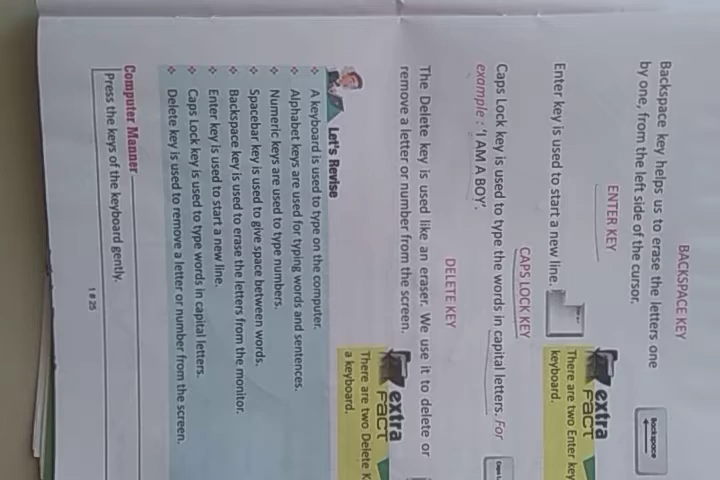 BACKSPACE KEY
Backspace key helps us to erase the letters one
by one, from the left side of the cursor.
Backspace
ENTER KEY
extra
FACT
Enter key is used to start a new line.
There are two Enter key
keyboard.
CAPS LOCK KEY
Caps Lock key is used to type the words in capital letters. For
example : 'I AM A BOY'.
Caps L
DELETE KEY
The Delete key is used like an eraser. We use it to delete or
remove a letter or number from the screen.
extra
FACT
There are two Delete K
a keyboard.
Let's Revise
A keyboard is used to type on the computer.
Alphabet keys are used for typing words and sentences.
Numeric keys are used to type numbers.
Spacebar key is used to give space between words.
Backspace key is used to erase the letters from the monitor.
Enter key is used to start a new line.
Caps Lock key is used to type words in capital letters.
Delete key is used to remove a letter or number from the screen.
Computer Manner
Press the keys of the keyboard gently.
25